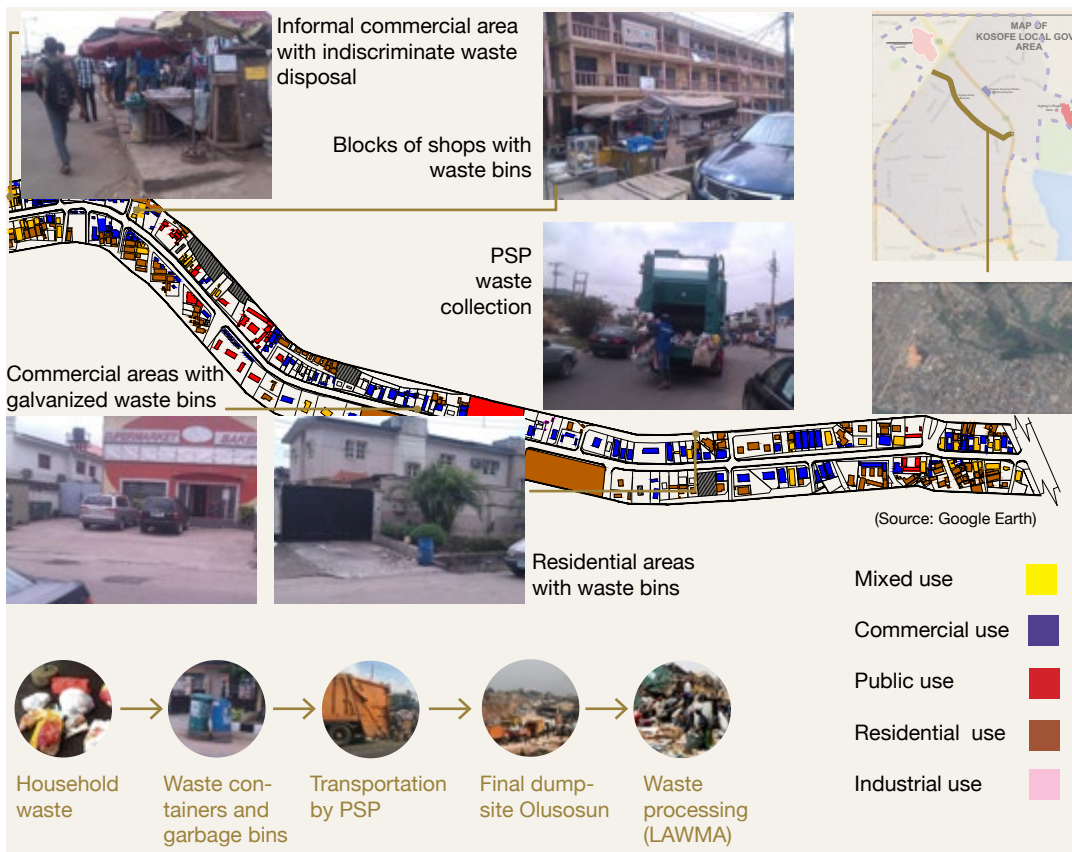 Informal commercial area
with indiscriminate waste
disposal
MAP OF
KOSOFE LOCAL GOV
AREA
Blocks of shops with
waste bins
PSP
waste
collection
Commercial areas with
galvanized waste bins
SUPERMARKET
(Source: Google Earth)
Residential areas
with waste bins
Mixed use
Commercial use
Public use
Residential use
Industrial use
Household
waste
Waste con-
tainers and
garbage bins
Transportation
by PSP
Final dump-
site Olusosun
Waste
processing
(LAWMA)